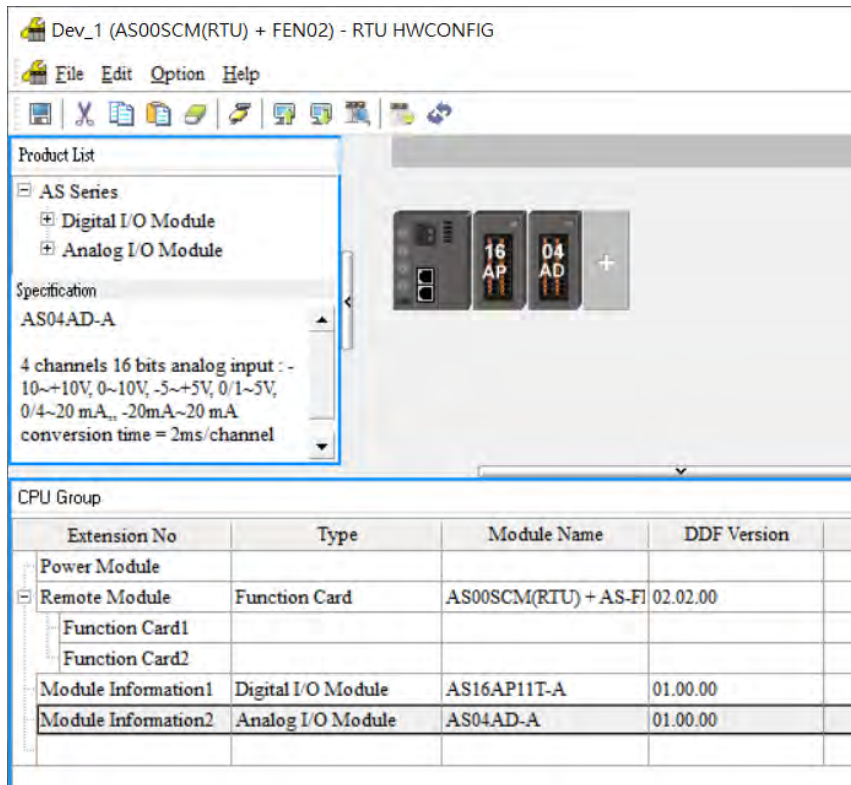 Dev_1 (AS00SCM(RTU) + FEN02) - RTU HWCONFIG
File Edit Option Help
Product List
AS Series
Digital I/O Module
Analog I/O Module
Specification
AS04AD-A
4 channels 16 bits analog input : -
10~+10V, 0~10V, -5~+5V, 0/1~5V,
0/4~20 mA,, -20mA~20 mA
conversion time = 2ms/channel
16
AP
04
AD
+
CPU Group
Extension No Type Module Name DDF Version
Power Module
Remote Module Function Card AS00SCM(RTU) + AS-F 02.02.00
Function Card1
Function Card2
Module Information1 Digital I/O Module AS16AP11T-A 01.00.00
Module Information2 Analog I/O Module AS04AD-A 01.00.00